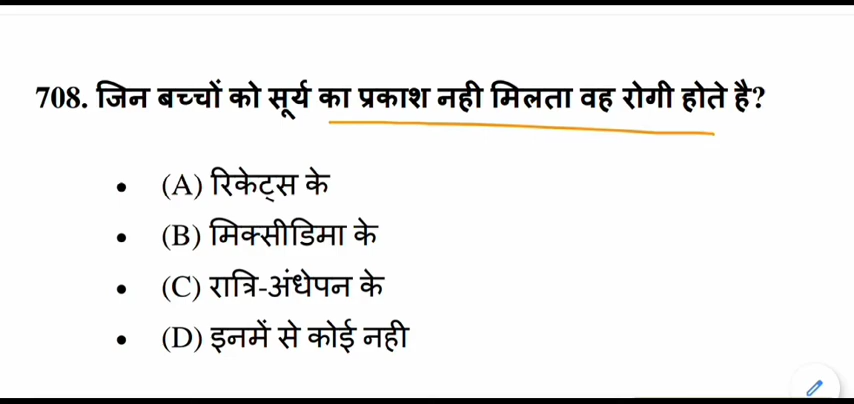 708. जिन बच्चों को सूर्य का प्रकाश नही मिलता वह रोगी होते है?
• (A) रिकेट्स के
• (B) मिक्सीडिमा के
• (C) रात्रि-अंधेपन के
• (D) इनमें से कोई नही